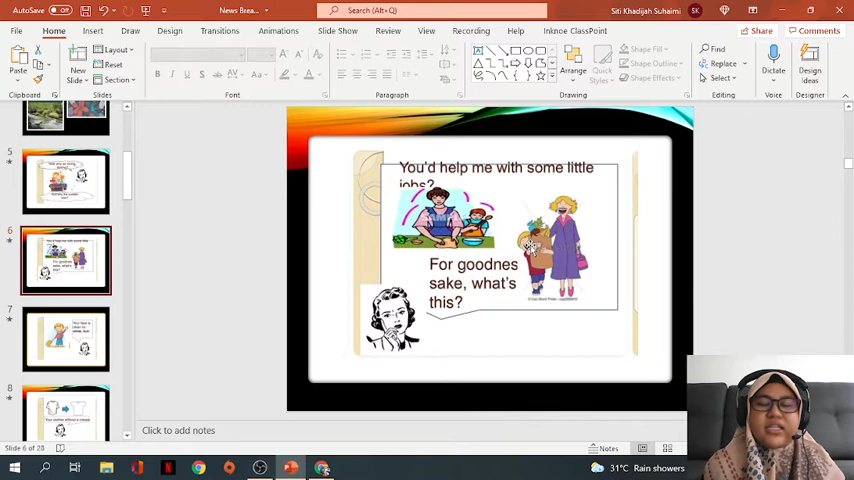 AutoSave
Off
News Brea...
Search (Alt+Q)
Siti Khadijah Suhaimi
SK
File
Home
Insert
Draw
Design
Transitions
Animations
Slide Show
Review
View
Recording
Help
Inknoe ClassPoint
Share
Comments
Paste
New
Slide
Layout
Reset
Section
B
I
U
S
ab
AV
Aa
A
Arrange
Quick
Styles
Shape Fill
Shape Outline
Shape Effects
Find
Replace
Select
Dictate
Design
Ideas
Clipboard
Slides
Font
Paragraph
Drawing
Editing
Voice
Designer
5
6
7
8
You'd help me with some little
jobs?
For goodnes
sake, what's
this?
Click to add notes
Slide 6 of 28
Notes
31°C Rain showers